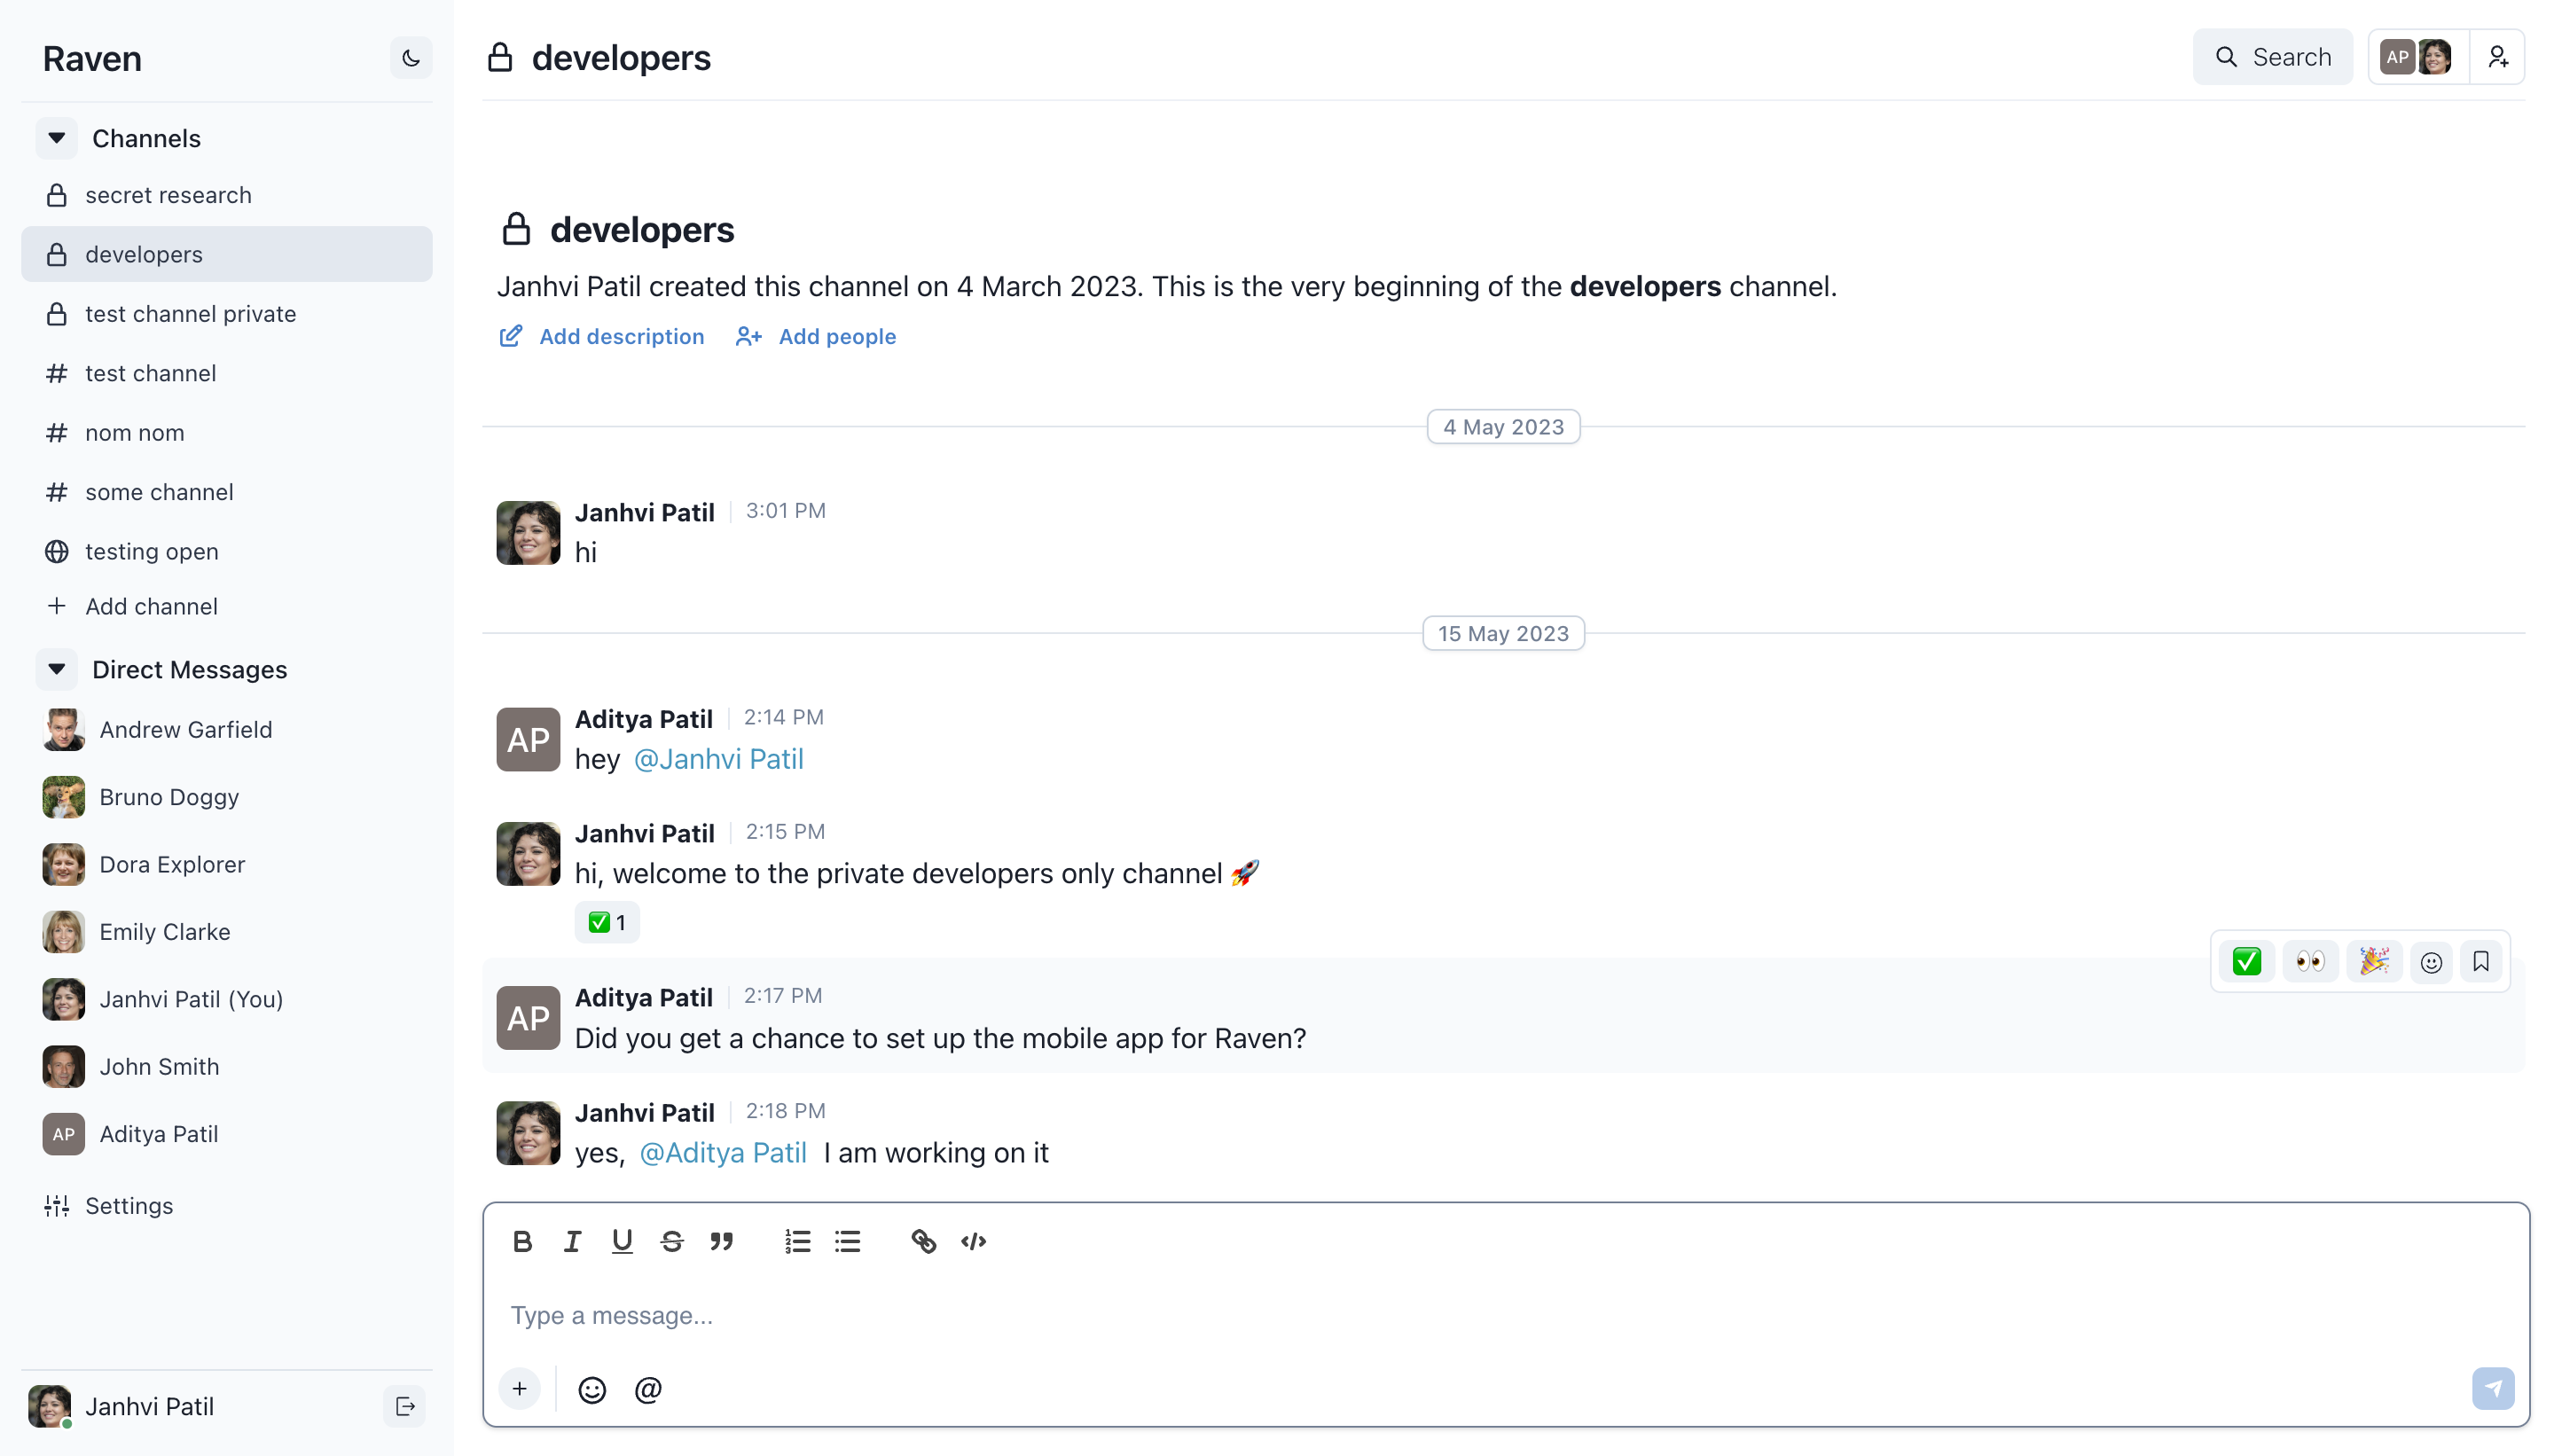 Raven
Channels
secret research
developers
test channel private
test channel
nom nom
some channel
testing open
Add channel
Direct Messages
Andrew Garfield
Bruno Doggy
Dora Explorer
Emily Clarke
Janhvi Patil (You)
John Smith
AP Aditya Patil
Settings
Janhvi Patil
developers
Search
AP
developers
Janhvi Patil created this channel on 4 March 2023. This is the very beginning of the developers channel.
Add description Add people
4 May 2023
Janhvi Patil 3:01 PM
hi
15 May 2023
AP
Aditya Patil 2:14 PM
hey @Janhvi Patil
Janhvi Patil 2:15 PM
hi, welcome to the private developers only channel 🚀
✅ 1
AP
Aditya Patil 2:17 PM
Did you get a chance to set up the mobile app for Raven?
Janhvi Patil 2:18 PM
yes, @Aditya Patil I am working on it
Type a message...